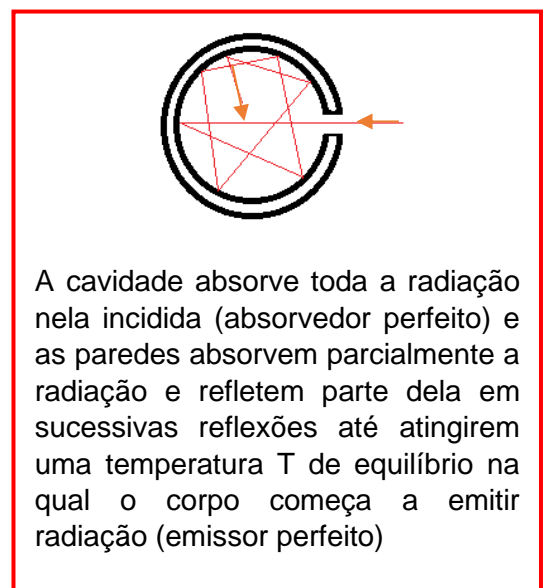 A cavidade absorve toda a radiação
nela incidida (absorvedor perfeito) e
as paredes absorvem parcialmente a
radiação e refletem parte dela em
sucessivas reflexões até atingirem
uma temperatura T de equilíbrio na
qual o corpo começa a emitir
radiação (emissor perfeito)